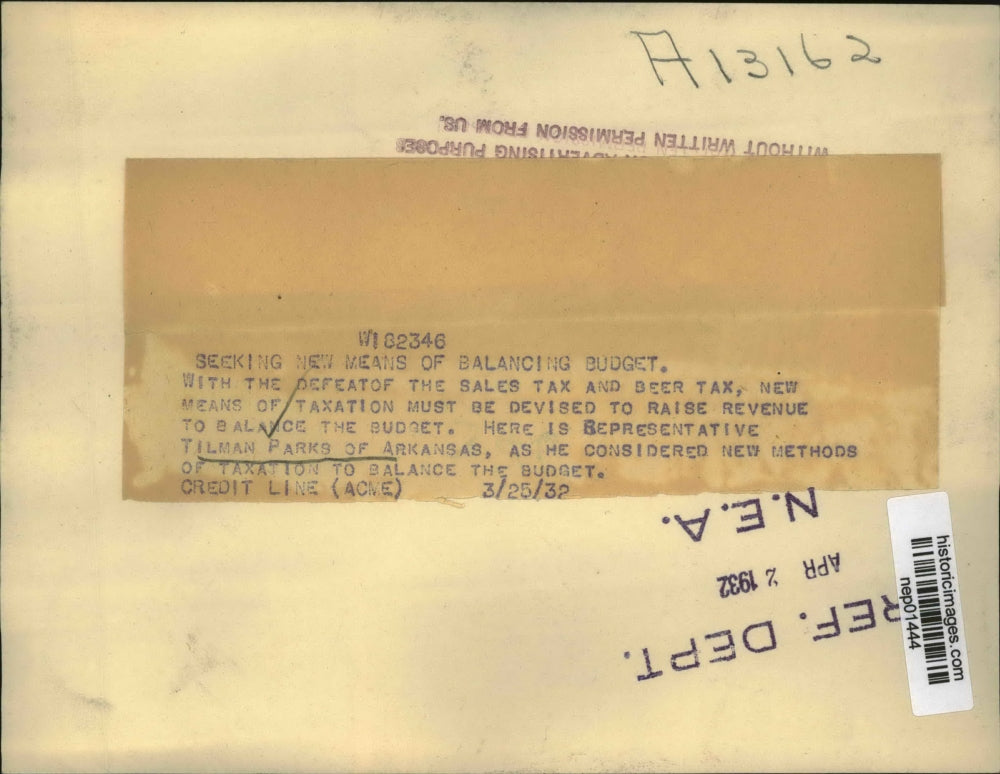 A13162
WITHOUT WRITTEN PERMISSION FROM US.
ADVERTISING PURPOSES
W182346
SEEKING NEW MEANS OF BALANCING BUDGET.
WITH THE DEFEATOF THE SALES TAX AND BEER TAX, NEW
MEANS OF TAXATION MUST BE DEVISED TO RAISE REVENUE
TO BALANCE THE BUDGET. HERE IS REPRESENTATIVE
TILMAN PARKS OF ARKANSAS, AS HE CONSIDERED NEW METHODS
OF TAXATION TO BALANCE THE BUDGET.
CREDIT LINE (ACME) 3/25/32
N.E.A.
APR 2 1932
REF. DEPT.
historicimages.com
nep01444